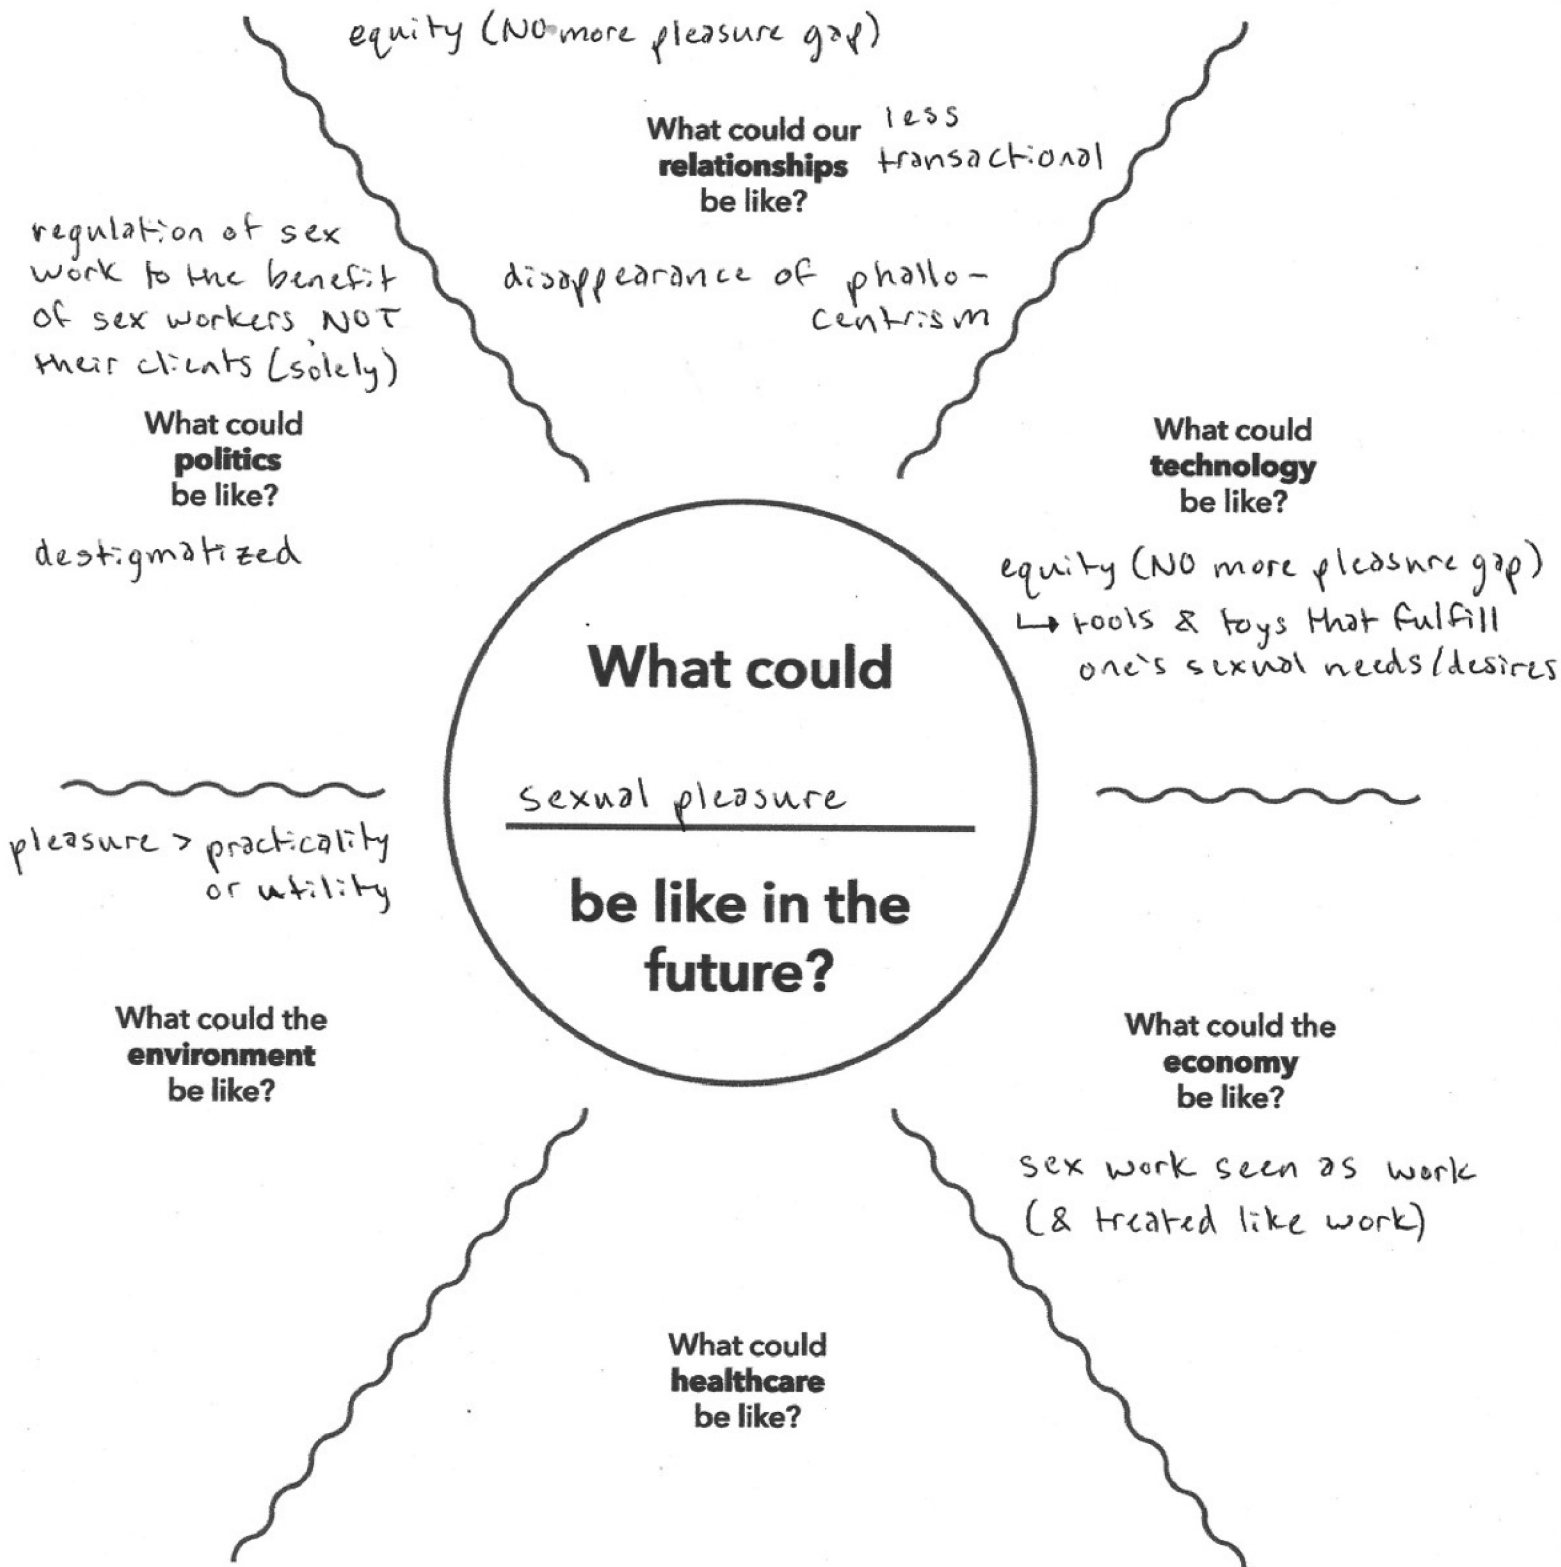 equity (NO more pleasure gap)
What could our
relationships
be like?
less
transactional
disappearance of phallo-
centrism
regulation of sex
work to the benefit
of sex workers NOT
their clients (solely)
What could
politics
be like?
destigmatized
What could
technology
be like?
equity (NO more pleasure gap)
↳ tools & toys that fulfill
one's sexual needs/desires
What could
sexual pleasure
be like in the
future?
pleasure > practicality
or utility
What could the
environment
be like?
What could the
economy
be like?
sex work seen as work
(& treated like work)
What could
healthcare
be like?